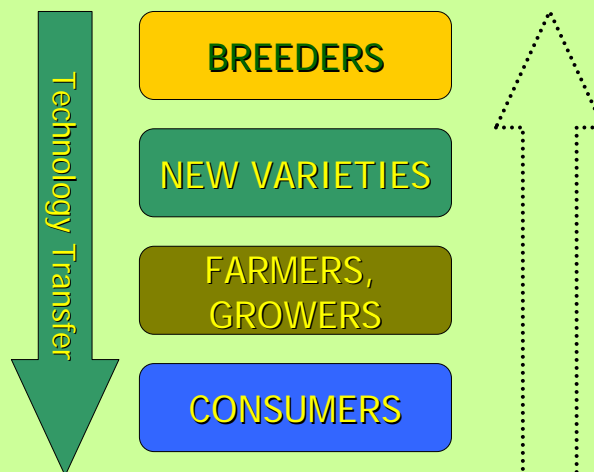 Technology Transfer
BREEDERS
NEW VARIETIES
FARMERS,
GROWERS
CONSUMERS